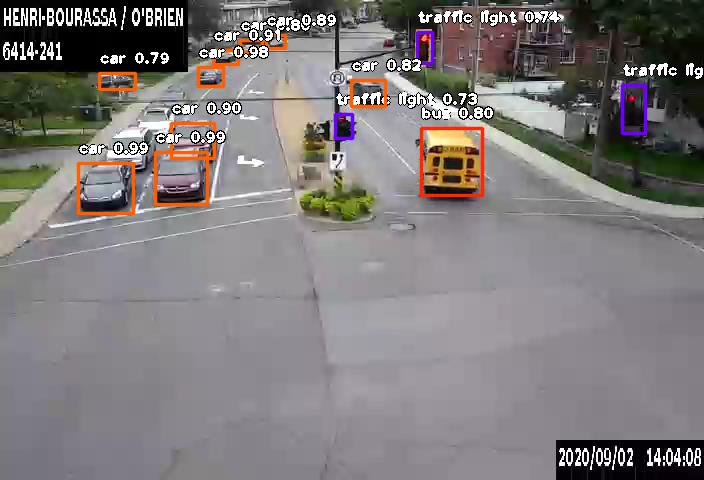 HENRI-BOURASSA / O'BRIEN
6414-241
car 0.89
car 0.91
car 0.98
car 0.79
traffic light 0.74
car 0.82
traffic lig
traffic light 0.73
bus 0.80
car 0.90
car 0.99
car 0.99
2020/09/02 14:04:08